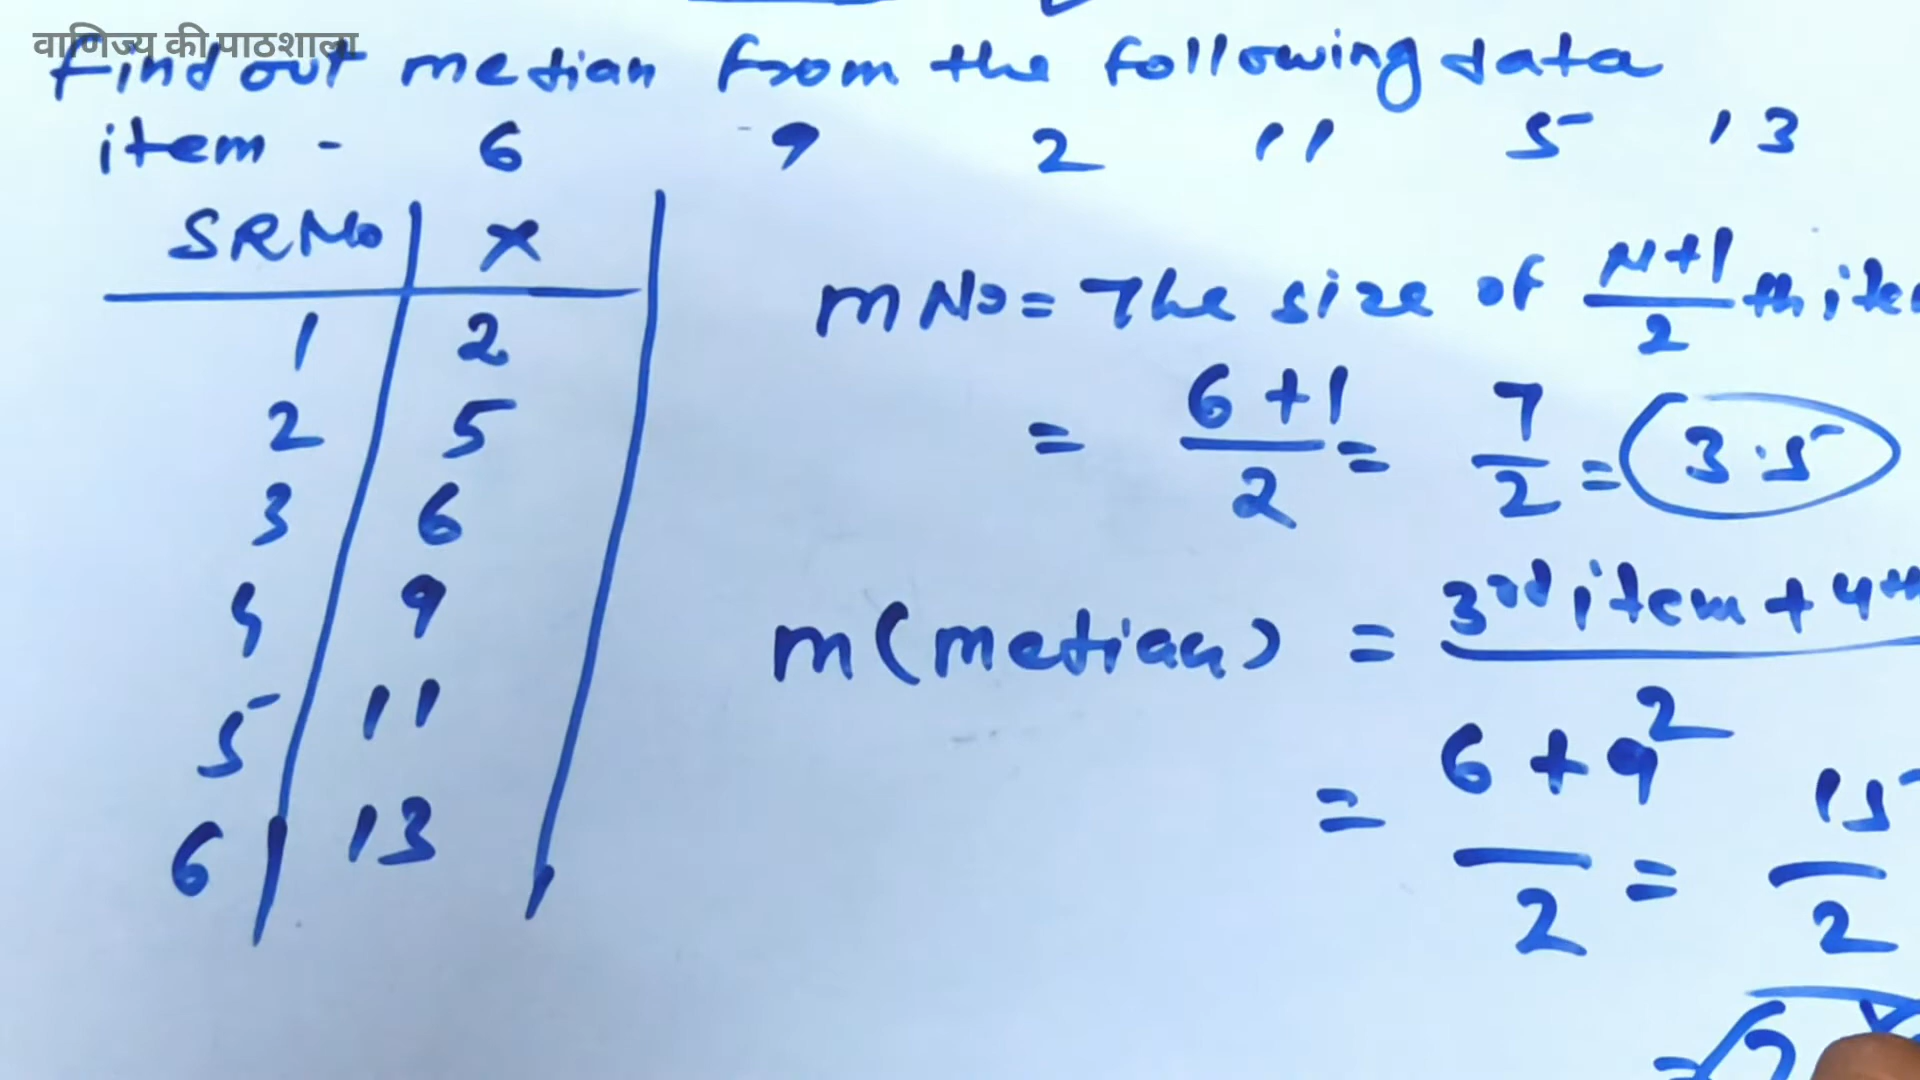 वाणिज्य की पाठशाला
find out median from the following data
item - 6 9 2 11 5 13
SR No X
1 2
2 5
3 6
4 9
5 11
6 13
m No = The size of N+1/2 th
= 6+1/2 = 7/2 = 3.5
m (median) = 3rd item + 4th
2
= 6+9/2 = 15/2
=